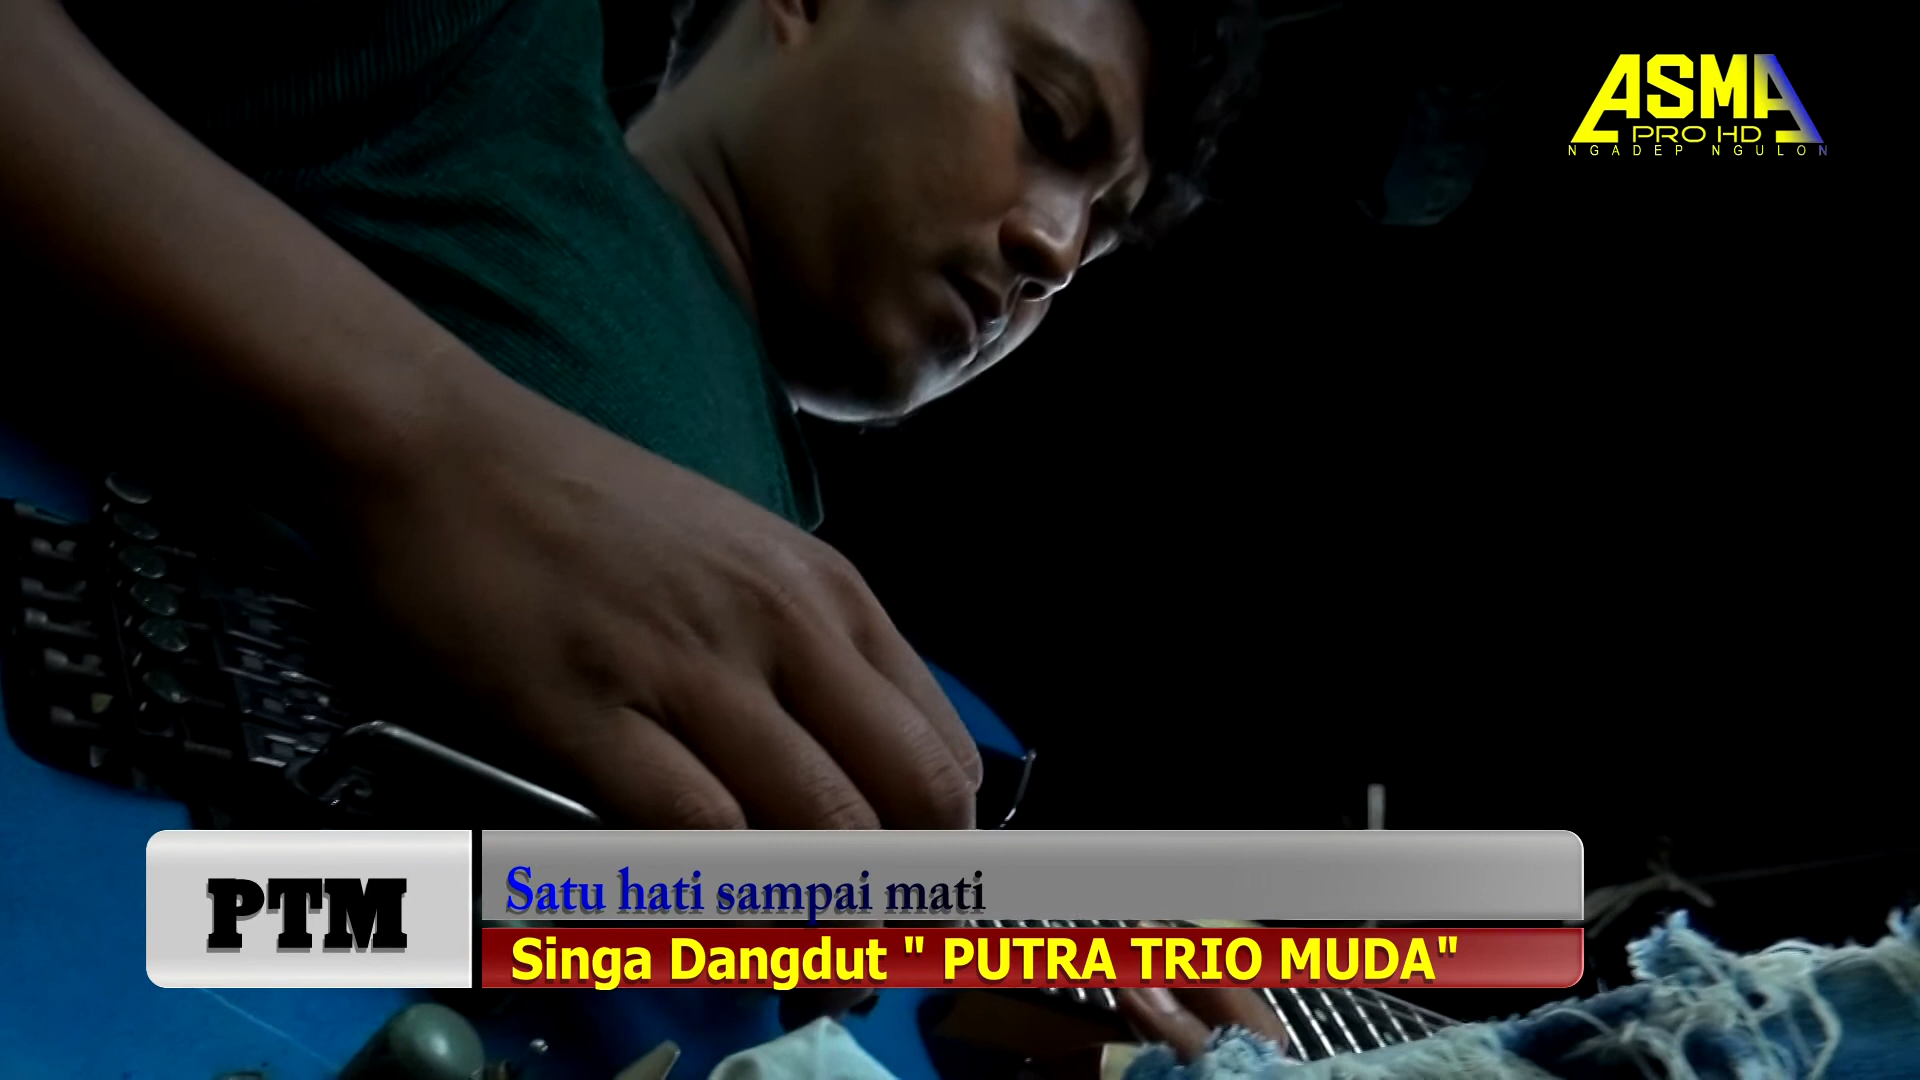 ASMA
PRO HD
NGADEP NGULON
PTM
Satu hati sampai mati
Singa Dangdut " PUTRA TRIO MUDA"